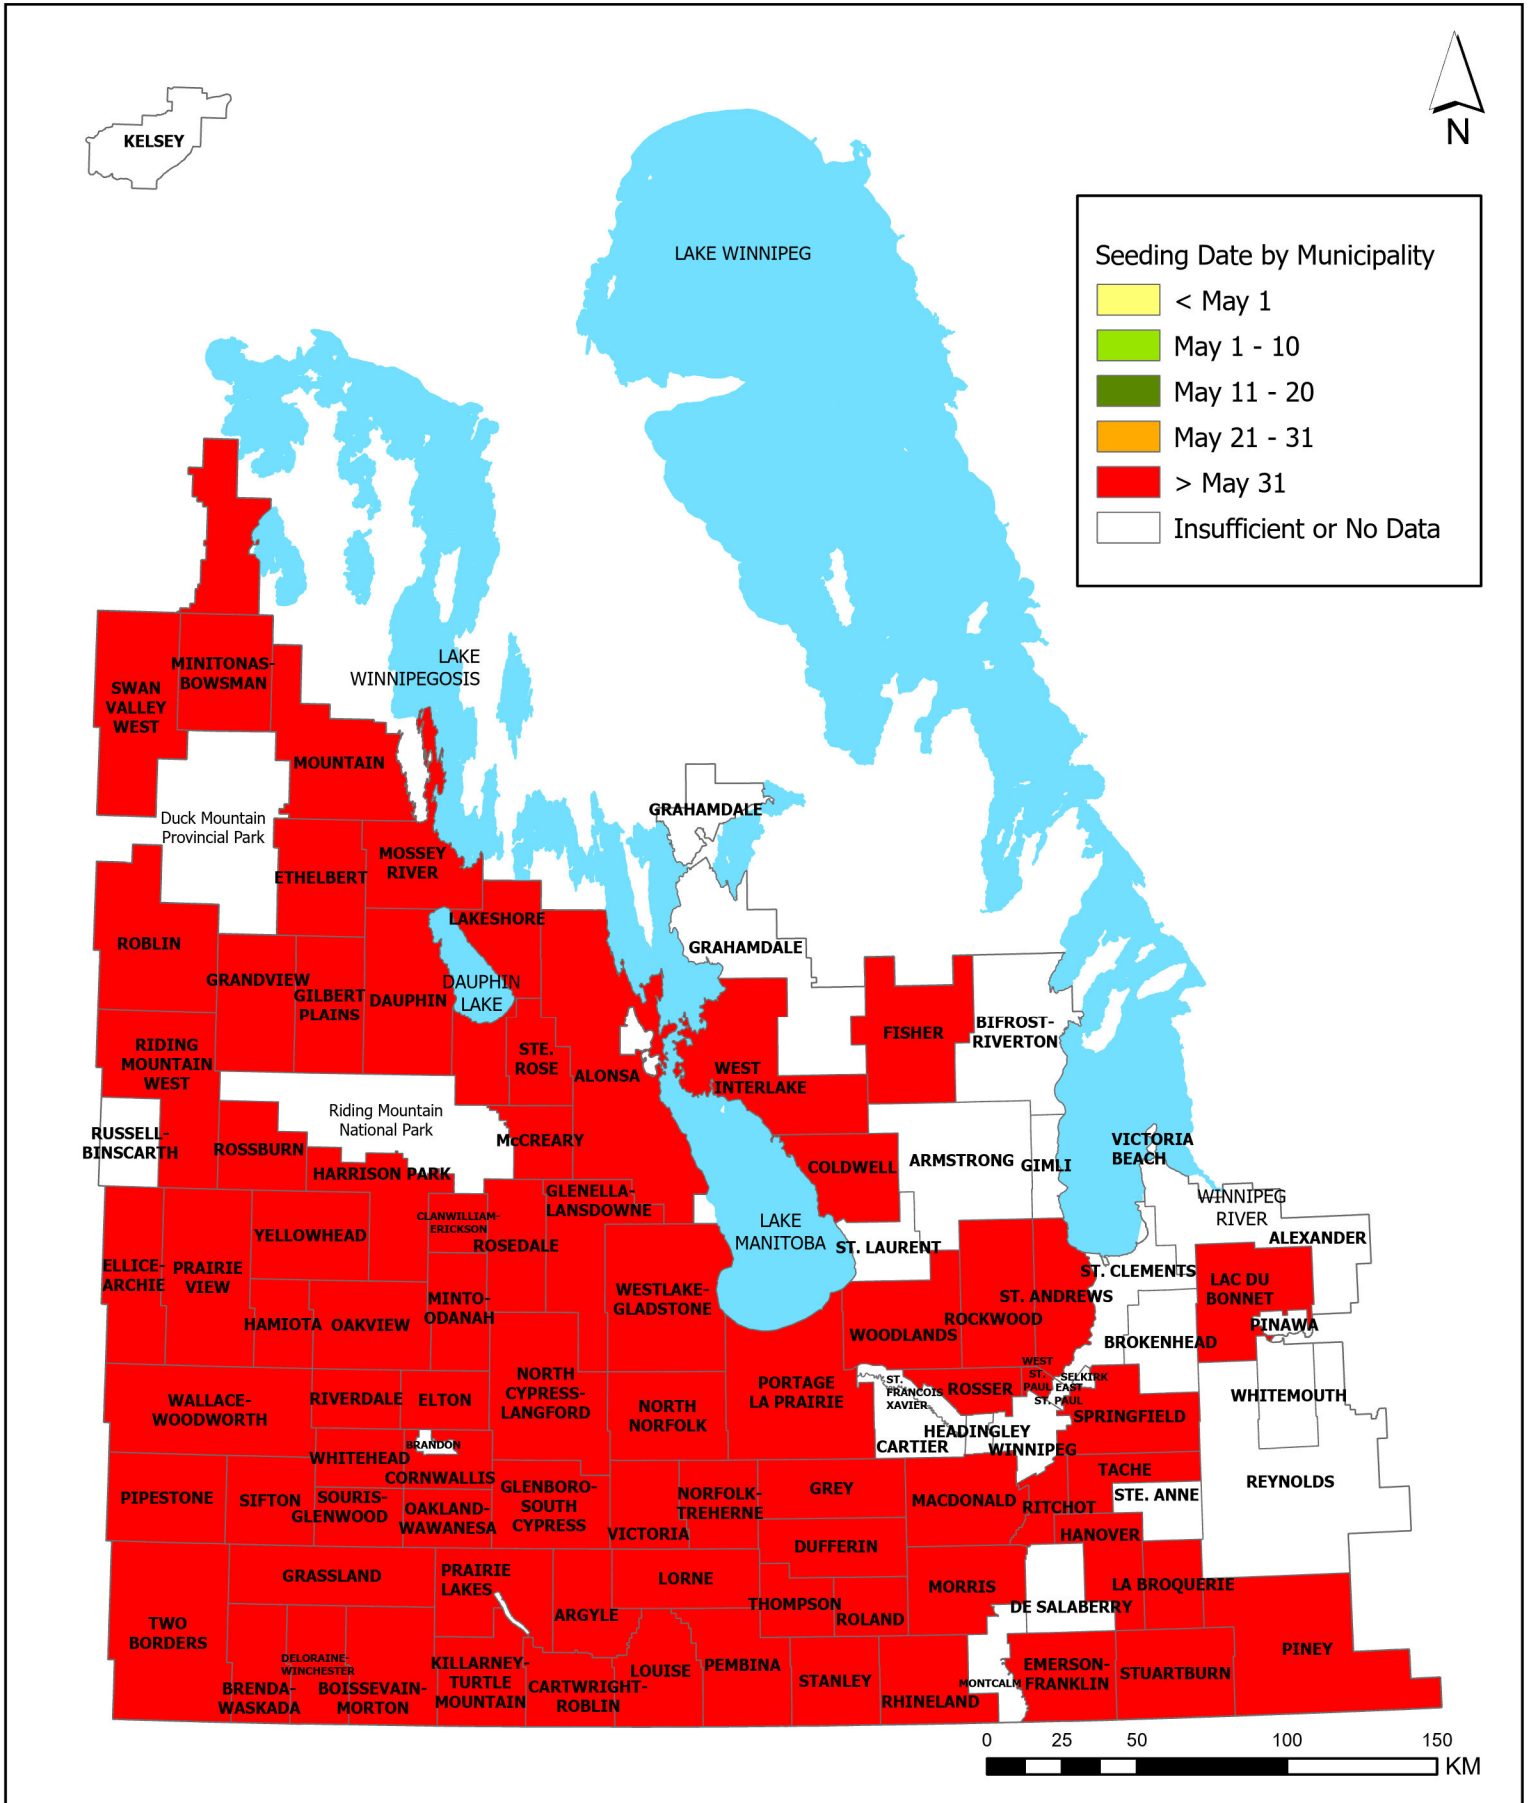 N
KELSEY
LAKE WINNIPEG
Seeding Date by Municipality
< May 1
May 1 - 10
May 11 - 20
May 21 - 31
> May 31
Insufficient or No Data
LAKE
WINNIPEGOSIS
MINITONAS-
BOWSMAN
SWAN
VALLEY
WEST
MOUNTAIN
Duck Mountain
Provincial Park
GRAHAMDALE
MOSSEY
RIVER
ETHELBERT
LAKESHORE
ROBLIN
GRAHAMDALE
GRANDVIEW
GILBERT
PLAINS
DAUPHIN
DAUPHIN
LAKE
FISHER
BIFROST-
RIVERTON
RIDING
MOUNTAIN
WEST
STE.
ROSE
ALONSA
WEST
INTERLAKE
Riding Mountain
National Park
RUSSELL-
BINSCARTH
ROSSBURN
McCREARY
HARRISON PARK
COLDWELL
ARMSTRONG
GIMLI
VICTORIA
BEACH
GLENELLA-
LANSDOWNE
WINNIPEG
RIVER
CLANWILLIAM-
ERICKSON
YELLOWHEAD
ROSEDALE
LAKE
MANITOBA
ST. LAURENT
ALEXANDER
ELLICE-
ARCHIE
PRAIRIE
VIEW
ST. CLEMENTS
LAC DU
BONNET
MINTO-
ODANAH
WESTLAKE-
GLADSTONE
ST. ANDREWS
HAMIOTA
OAKVIEW
ROCKWOOD
WOODLANDS
PINAWA
BROKENHEAD
WALLACE-
WOODWORTH
RIVERDALE
ELTON
NORTH
CYPRESS-
LANGFORD
NORTH
NORFOLK
PORTAGE
LA PRAIRIE
ST.
FRANCOIS
XAVIER
ROSSER
WEST
ST.
PAUL
EAST
ST. PAUL
SELKIRK
WHITEMOUTH
SPRINGFIELD
HEADINGLEY
CARTIER
WINNIPEG
BRANDON
WHITEHEAD
CORNWALLIS
TACHE
REYNOLDS
PIPESTONE
SIFTON
SOURIS-
GLENWOOD
OAKLAND-
WAWANESA
GLENBORO-
SOUTH
CYPRESS
VICTORIA
NORFOLK-
TREHERNE
GREY
MACDONALD
RITCHOT
STE. ANNE
HANOVER
DUFFERIN
GRASSLAND
PRAIRIE
LAKES
LORNE
MORRIS
LA BROQUERIE
DE SALABERRY
ARGYLE
THOMPSON
ROLAND
TWO
BORDERS
PINEY
DELORAINE-
WINCHESTER
BRENDA-
WASKADA
BOISSEVAIN-
MORTON
KILLARNEY-
TURTLE
MOUNTAIN
CARTWRIGHT-
ROBLIN
LOUISE
PEMBINA
STANLEY
RHINELAND
MONTCALM
EMERSON-
FRANKLIN
STUARTBURN
0 25 50 100 150
KM